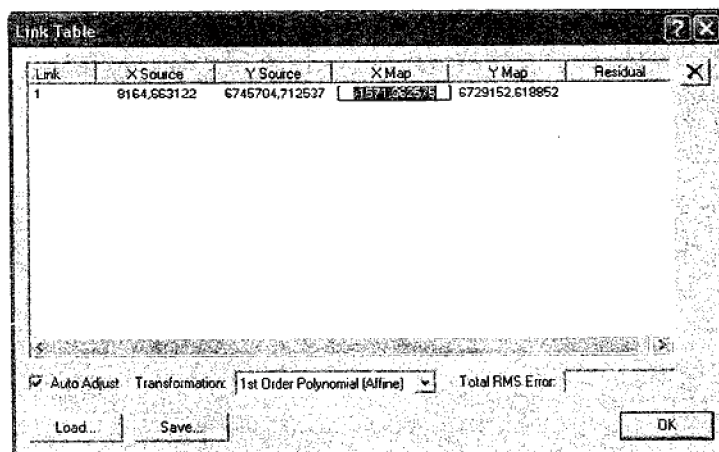 Link Table
Link X Source Y Source X Map Y Map Residual
1 8164,663122 6745704,712537 6729152,618852
Auto Adjust Transformation: 1st Order Polynomial (Affine) Total RMS Error:
Load... Save... OK